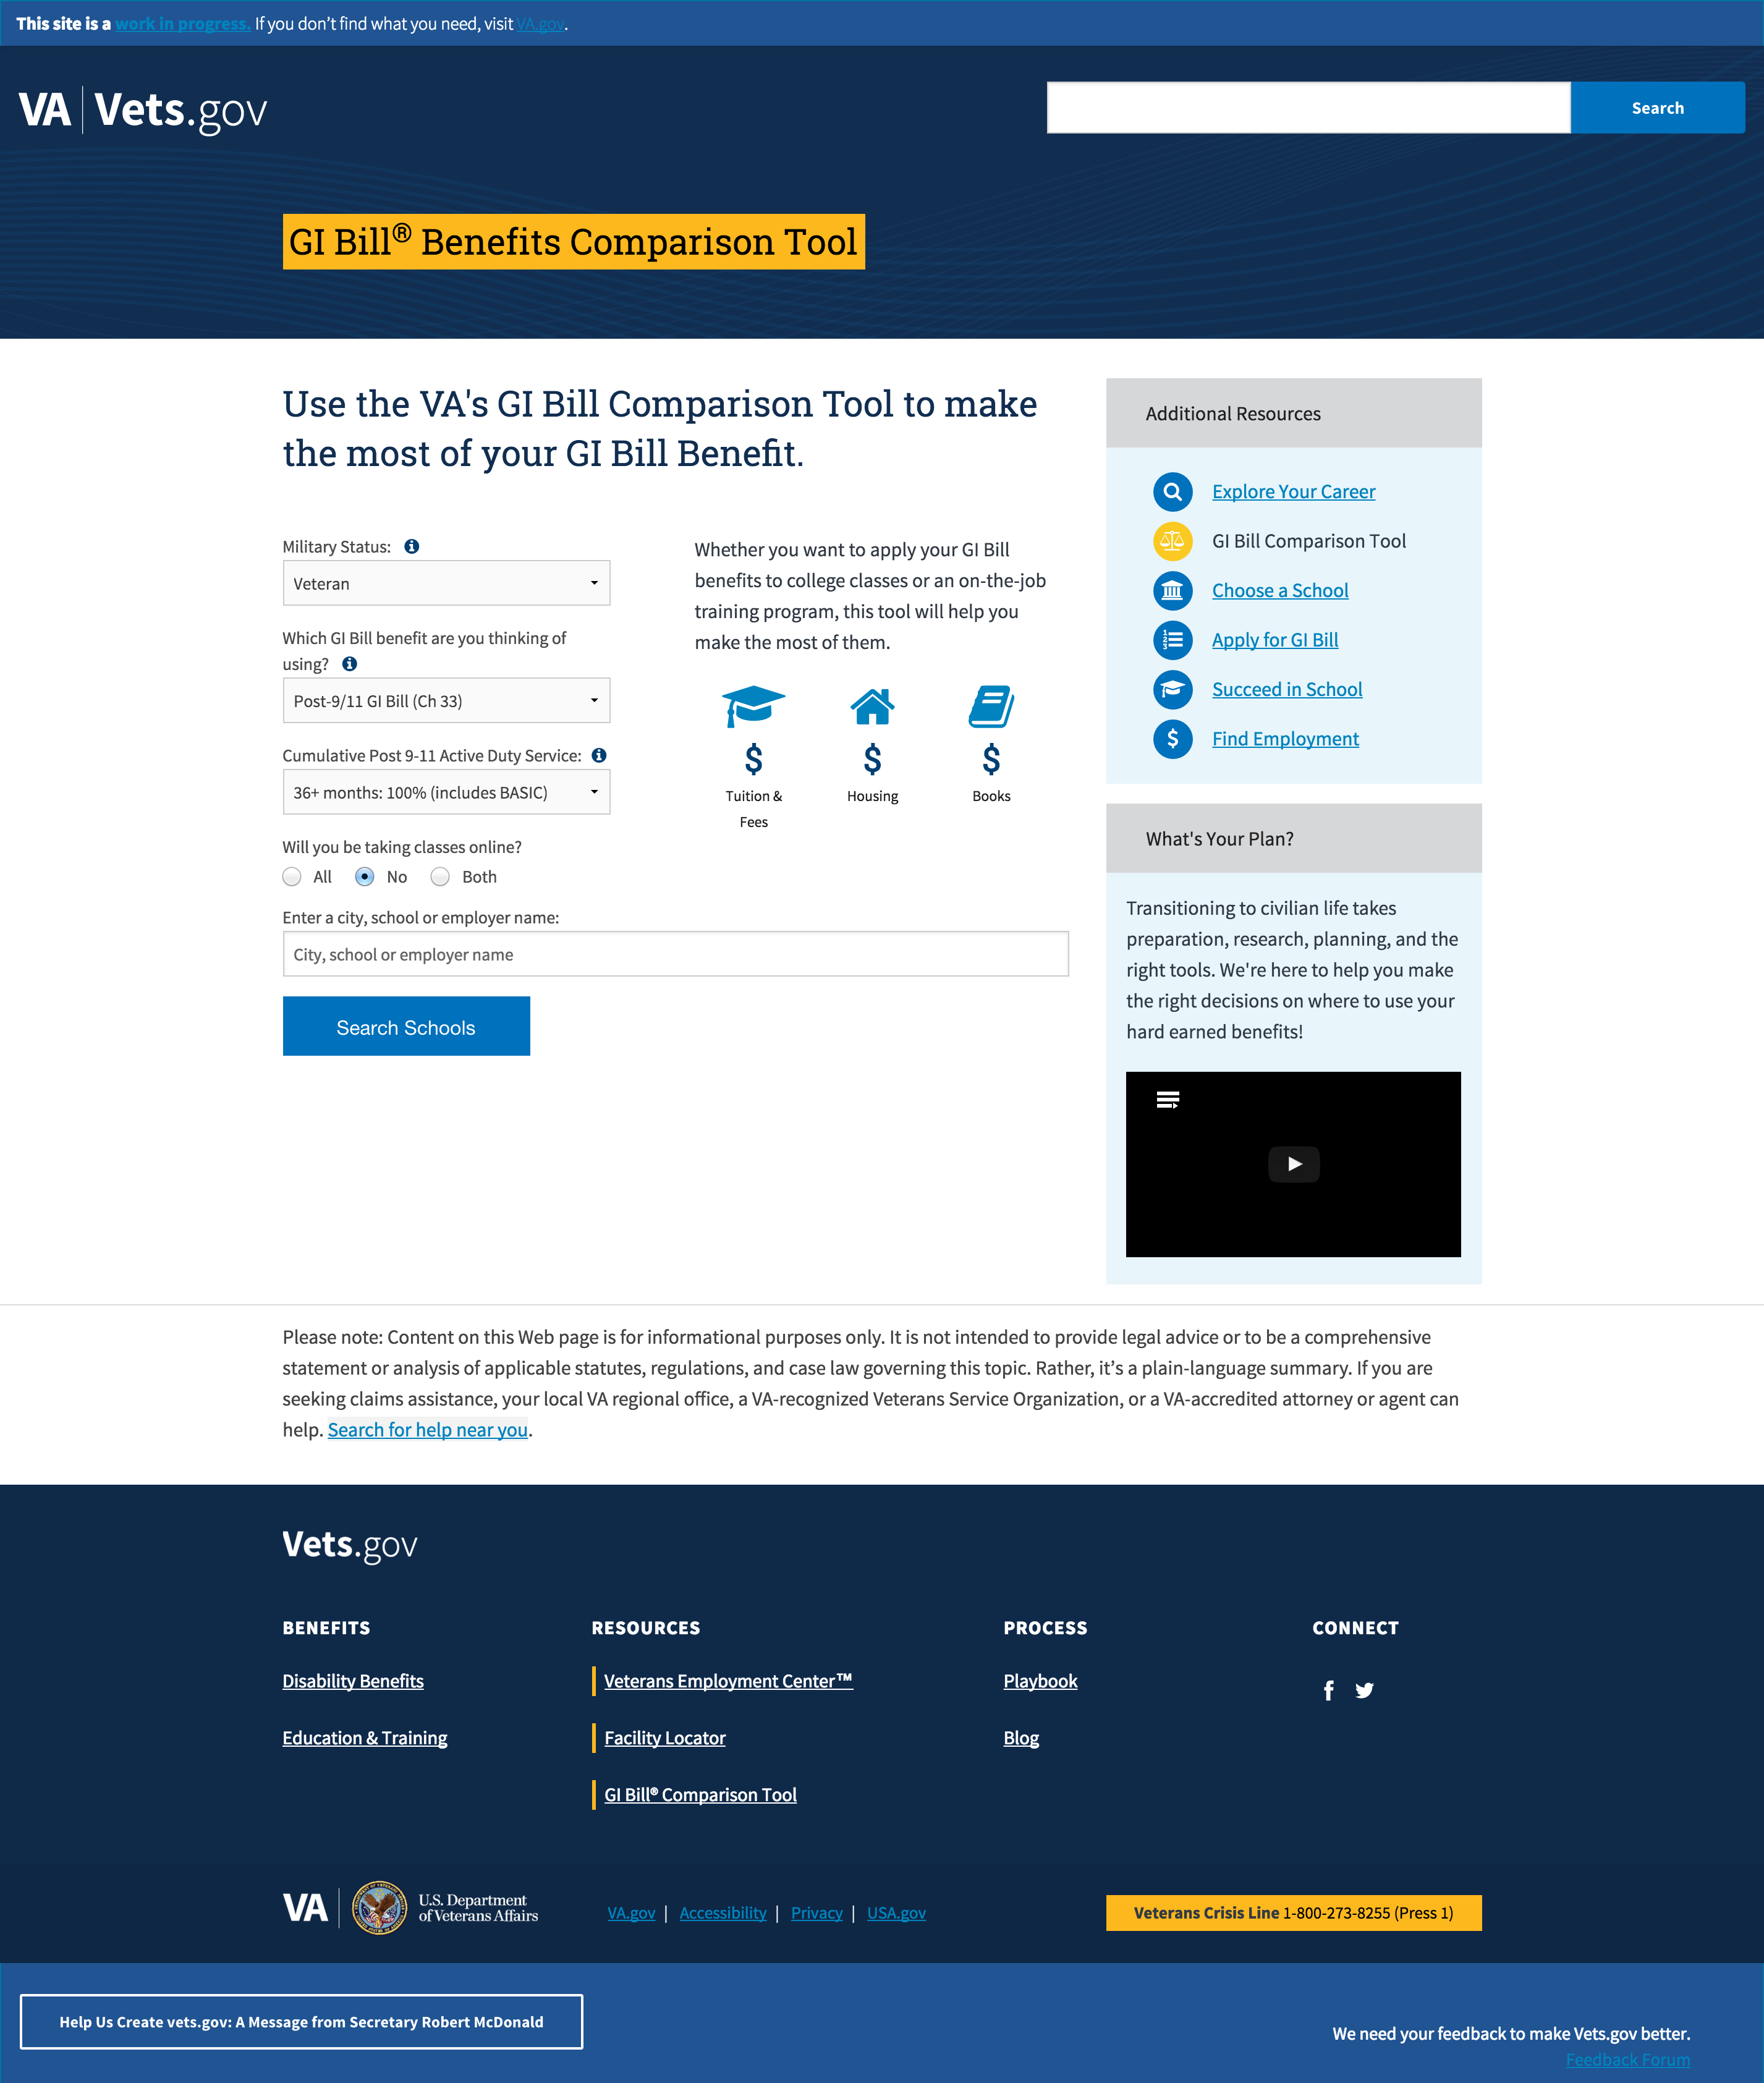 This site is a work in progress. If you don’t find what you need, visit VA.gov.
VA | Vets.gov
Search
GI Bill® Benefits Comparison Tool
Use the VA's GI Bill Comparison Tool to make
the most of your GI Bill Benefit.
Military Status:
Veteran
Which GI Bill benefit are you thinking of
using?
Post-9/11 GI Bill (Ch 33)
Cumulative Post 9-11 Active Duty Service:
36+ months: 100% (includes BASIC)
Will you be taking classes online?
All No Both
Enter a city, school or employer name:
City, school or employer name
Search Schools
Whether you want to apply your GI Bill
benefits to college classes or an on-the-job
training program, this tool will help you
make the most of them.
$ $ $
Tuition &
Fees
Housing
Books
Additional Resources
Explore Your Career
GI Bill Comparison Tool
Choose a School
Apply for GI Bill
Succeed in School
Find Employment
What's Your Plan?
Transitioning to civilian life takes
preparation, research, planning, and the
right tools. We're here to help you make
the right decisions on where to use your
hard earned benefits!
Please note: Content on this Web page is for informational purposes only. It is not intended to provide legal advice or to be a comprehensive
statement or analysis of applicable statutes, regulations, and case law governing this topic. Rather, it’s a plain-language summary. If you are
seeking claims assistance, your local VA regional office, a VA-recognized Veterans Service Organization, or a VA-accredited attorney or agent can
help. Search for help near you.
Vets.gov
BENEFITS
Disability Benefits
Education & Training
RESOURCES
Veterans Employment Center™
Facility Locator
GI Bill® Comparison Tool
PROCESS
Playbook
Blog
CONNECT
VA
U.S. Department
of Veterans Affairs
VA.gov | Accessibility | Privacy | USA.gov
Veterans Crisis Line 1-800-273-8255 (Press 1)
Help Us Create vets.gov: A Message from Secretary Robert McDonald
We need your feedback to make Vets.gov better.
Feedback Forum